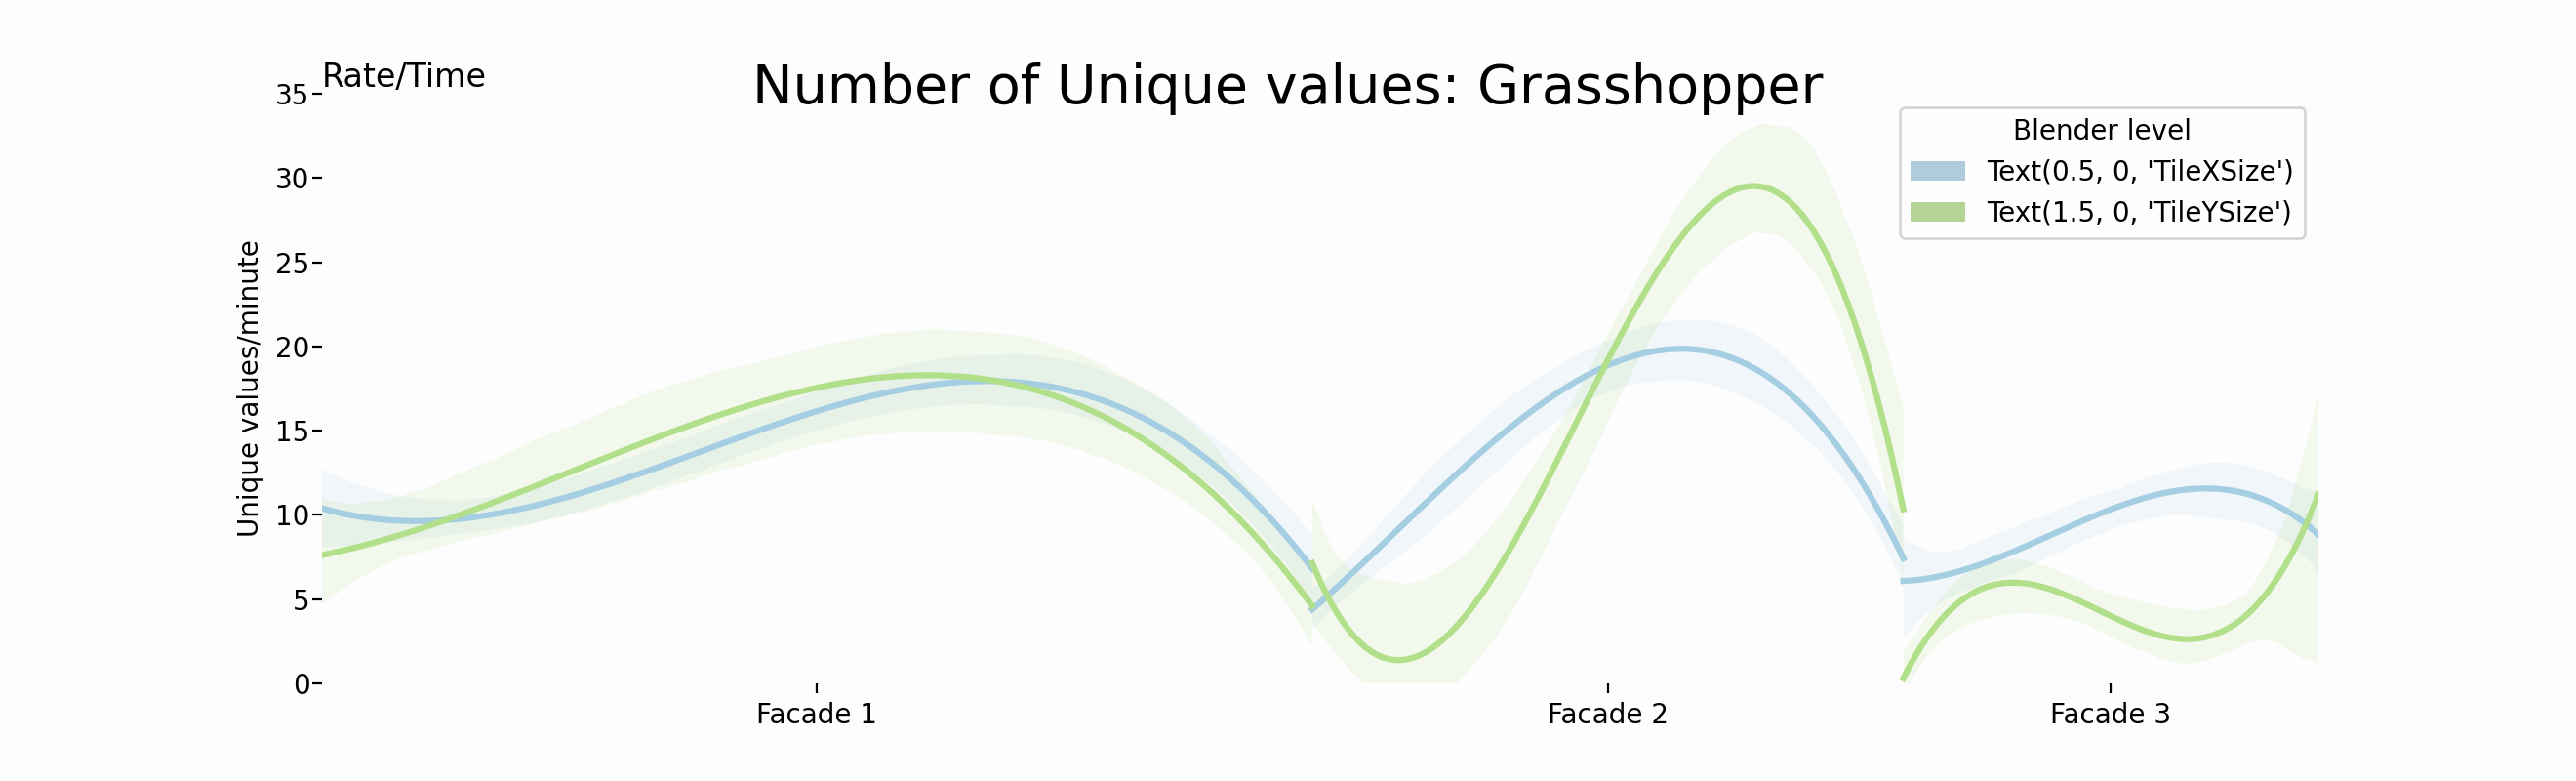 Rate/Time
Number of Unique values: Grasshopper
Unique values/minute
35
30
25
20
15
10
5
0
Blender level
Text(0.5, 0, 'TileXSize')
Text(1.5, 0, 'TileYSize')
Facade 1
Facade 2
Facade 3